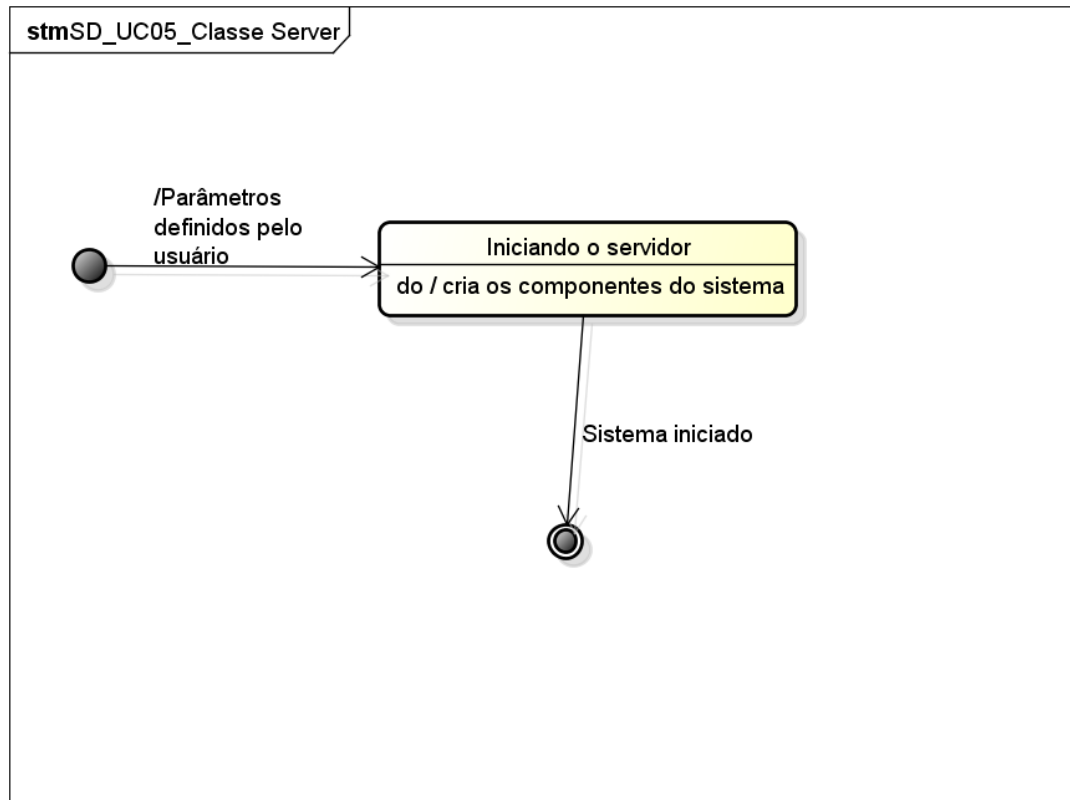 stmSD_UC05_Classe Server
/Parâmetros
definidos pelo
usuário
Iniciando o servidor
do / cria os componentes do sistema
Sistema iniciado